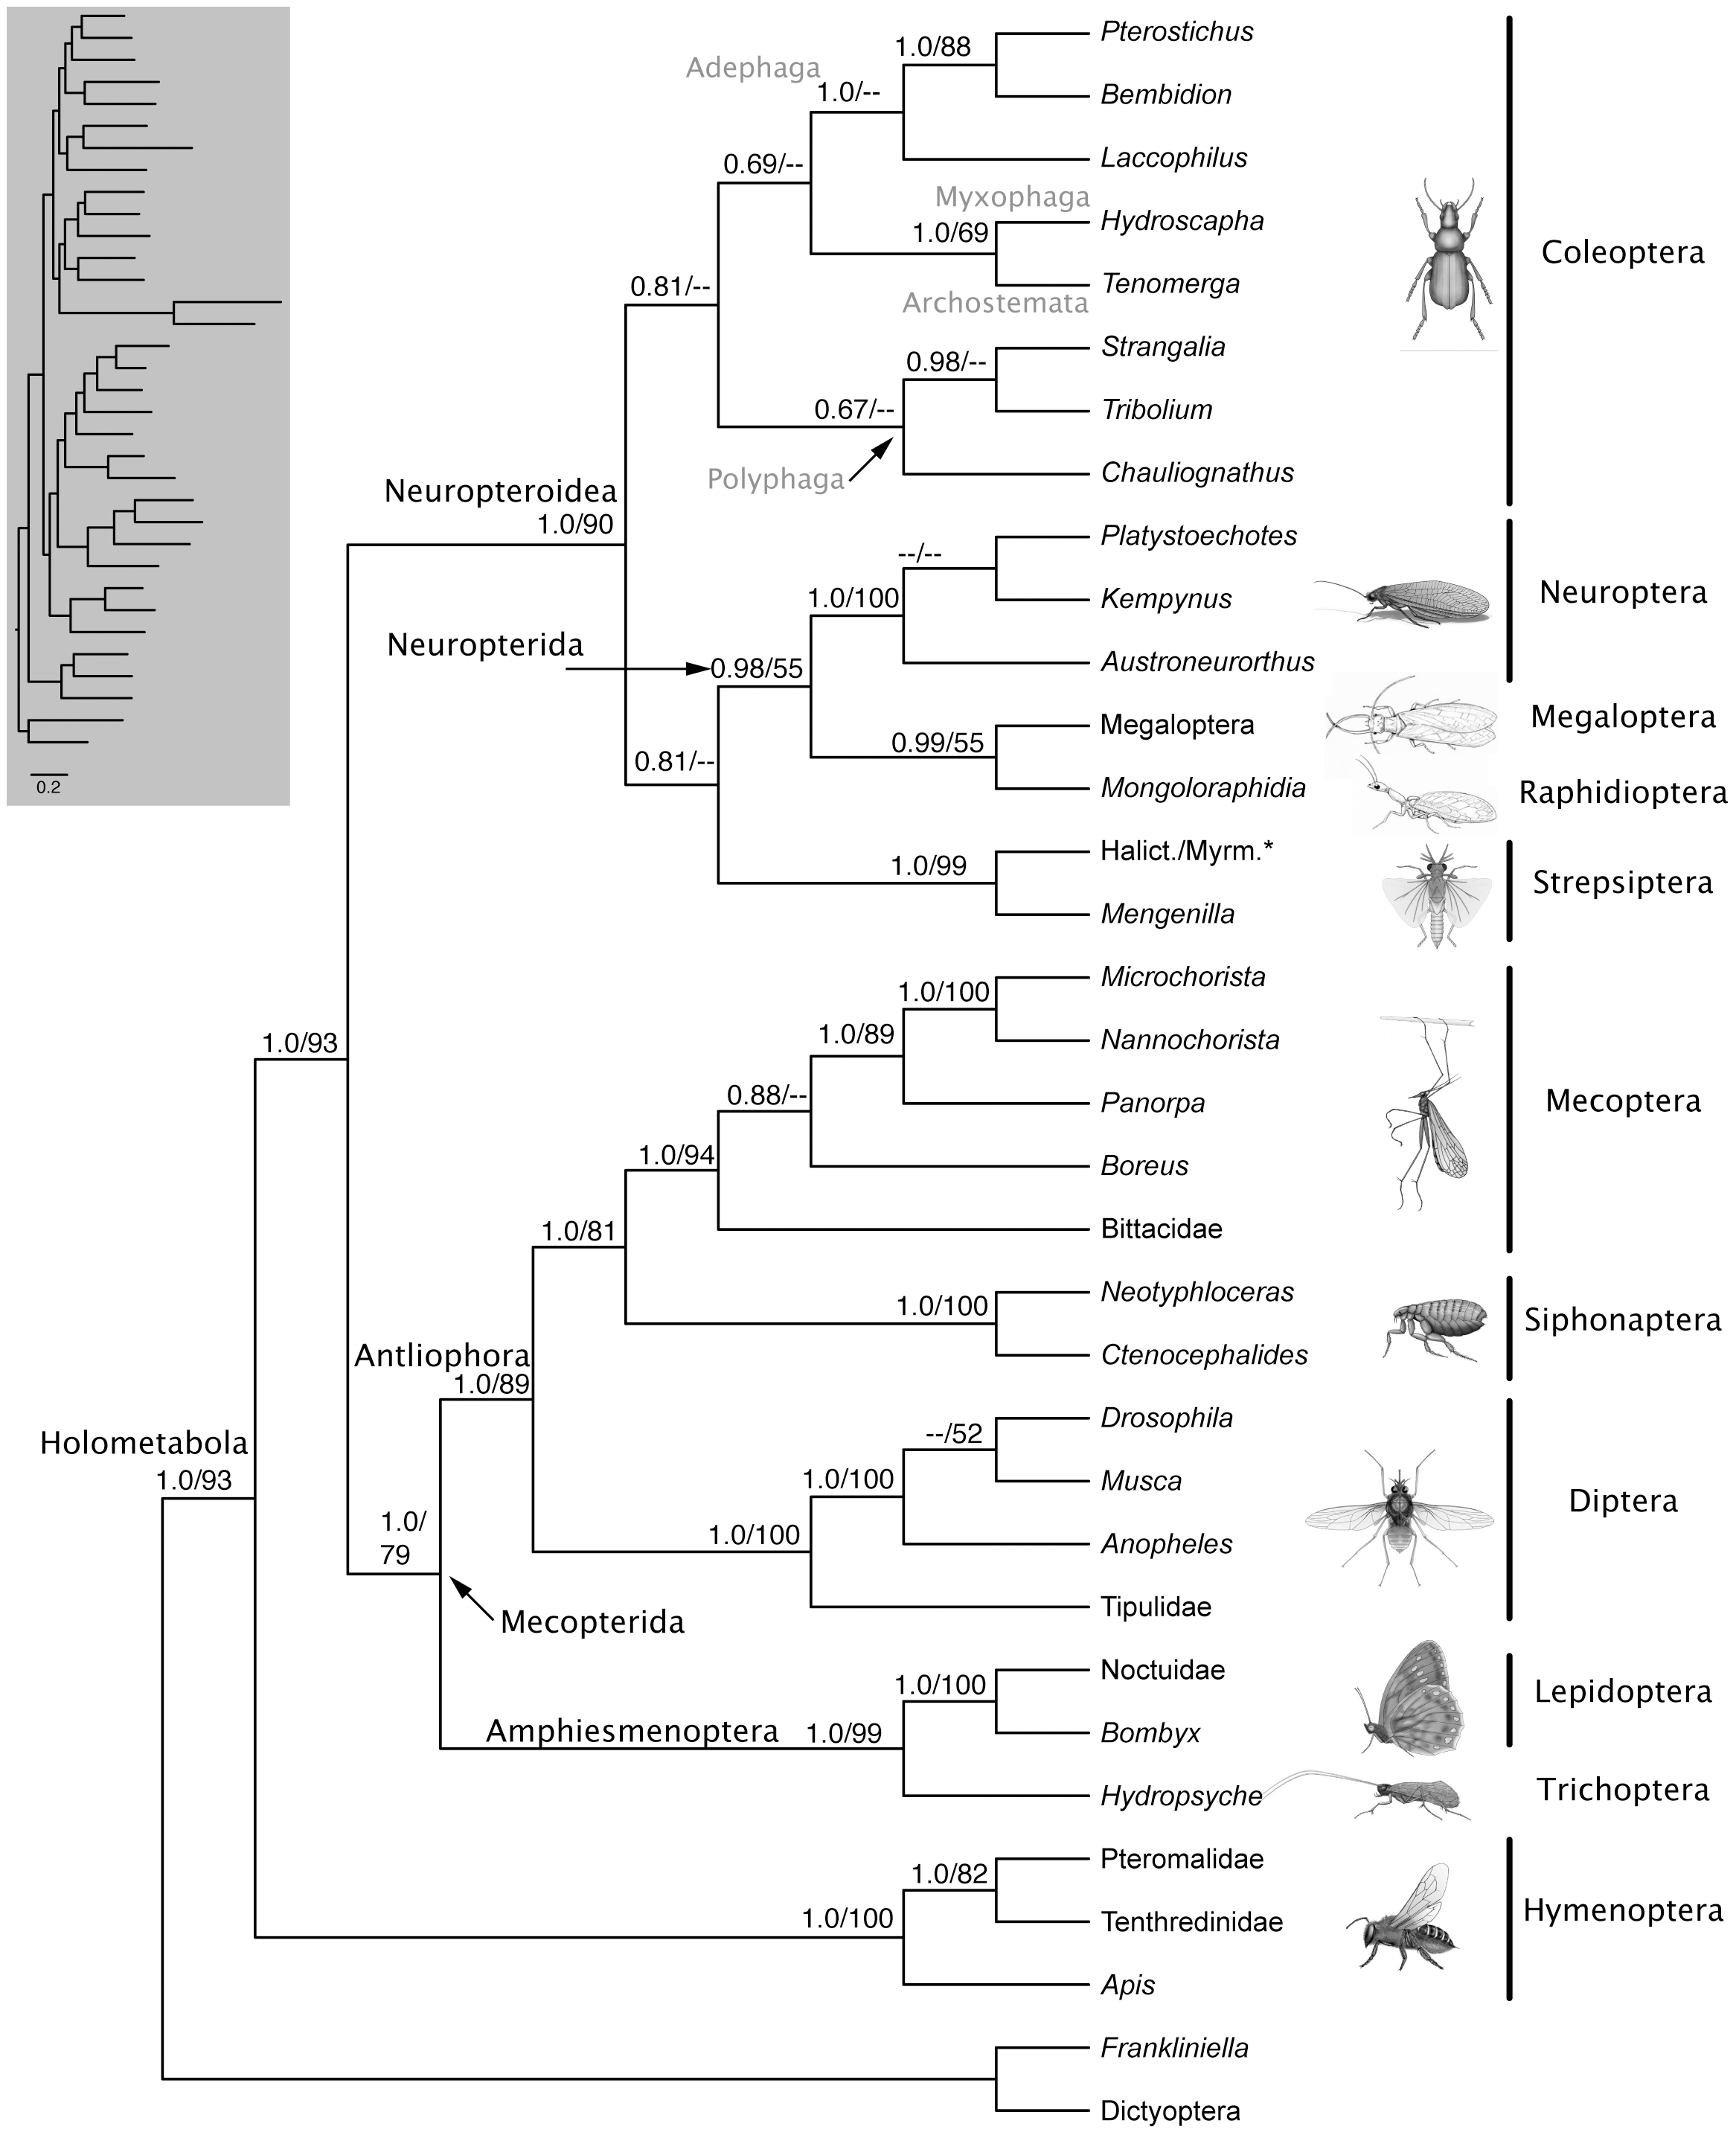 Pterostichus
1.0/88
Adephaga
1.0/--
Bembidion
Laccophilus
0.69/--
Myxophaga
Hydroscapha
1.0/69
Coleoptera
Tenomerga
0.81/--
Archostemata
Strangalia
0.98/--
Tribolium
0.67/--
Chauliognathus
Polyphaga
Neuropteroidea
1.0/90
Platystoechotes
--/--
Neuroptera
Kempynus
1.0/100
Neuropterida
Austroneurorthus
0.98/55
Megaloptera
Megaloptera
0.99/55
0.81/--
Mongoloraphidia
Raphidioptera
0.2
Halict./Myrm.*
1.0/99
Strepsiptera
Mengenilla
Microchorista
1.0/100
1.0/89
Nannochorista
1.0/93
0.88/--
Panorpa
Mecoptera
1.0/94
Boreus
1.0/81
Bittacidae
Neotyphloceras
1.0/100
Siphonaptera
Antliophora
1.0/89
Ctenocephalides
Drosophila
--/52
Holometabola
1.0/93
1.0/100
Musca
Diptera
1.0/
79
1.0/100
Anopheles
Mecopterida
Tipulidae
Noctuidae
1.0/100
Lepidoptera
Amphiesmenoptera
1.0/99
Bombyx
Hydropsyche
Trichoptera
Pteromalidae
1.0/82
1.0/100
Tenthredinidae
Hymenoptera
Apis
Frankliniella
Dictyoptera